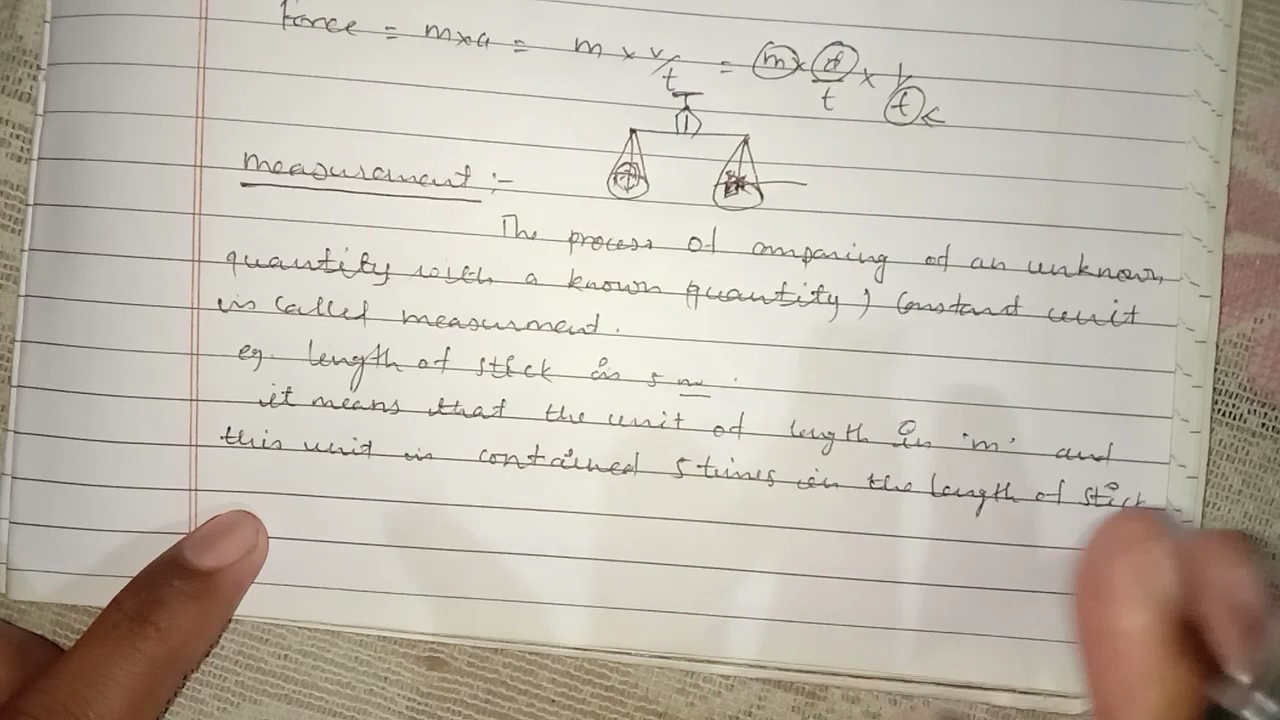 Force = m×a = m × v/t = m × d/t × 1/t
measurement :-
The process of comparing of an unknown
quantity with a known quantity) constant unit
is called measurment.
eg. length of stick is 5 m.
it means that the unit of length is 'm' and
this unit is contained 5 times in the length of stick